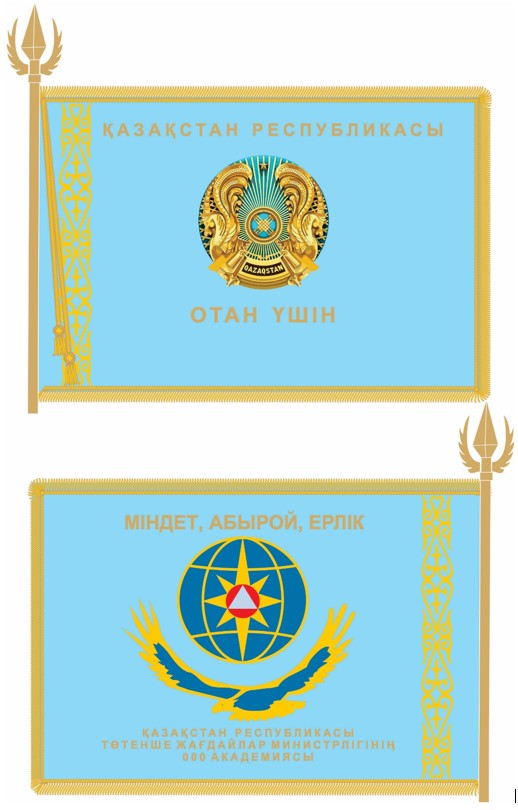 ҚАЗАҚСТАН РЕСПУБЛИКАСЫ
QAZAQSTAN
ОТАН ҮШІН
МІНДЕТ, АБЫРОЙ, ЕРЛІК
ҚАЗАҚСТАН РЕСПУБЛИКАСЫ
ТӨТЕНШЕ ЖАҒДАЙЛАР МИНИСТРЛІГІНІҢ
000 АКАДЕМИЯСЫ